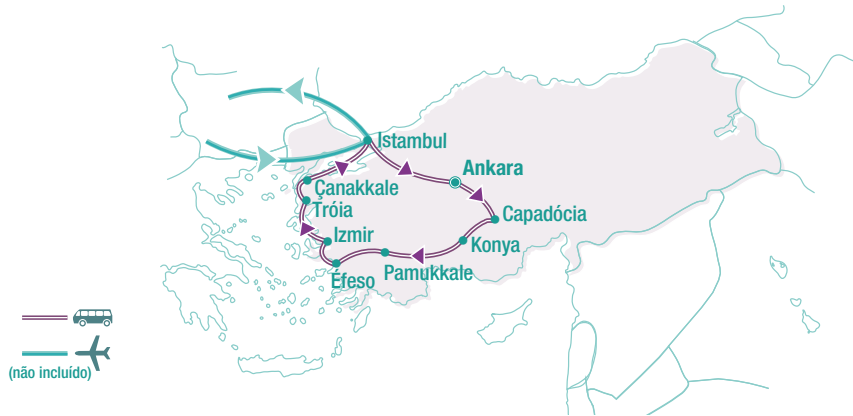 Istambul
Ankara
Çanakkale
Tróia
Capadócia
Izmir
Konya
Pamukkale
Éfeso
(não incluído)